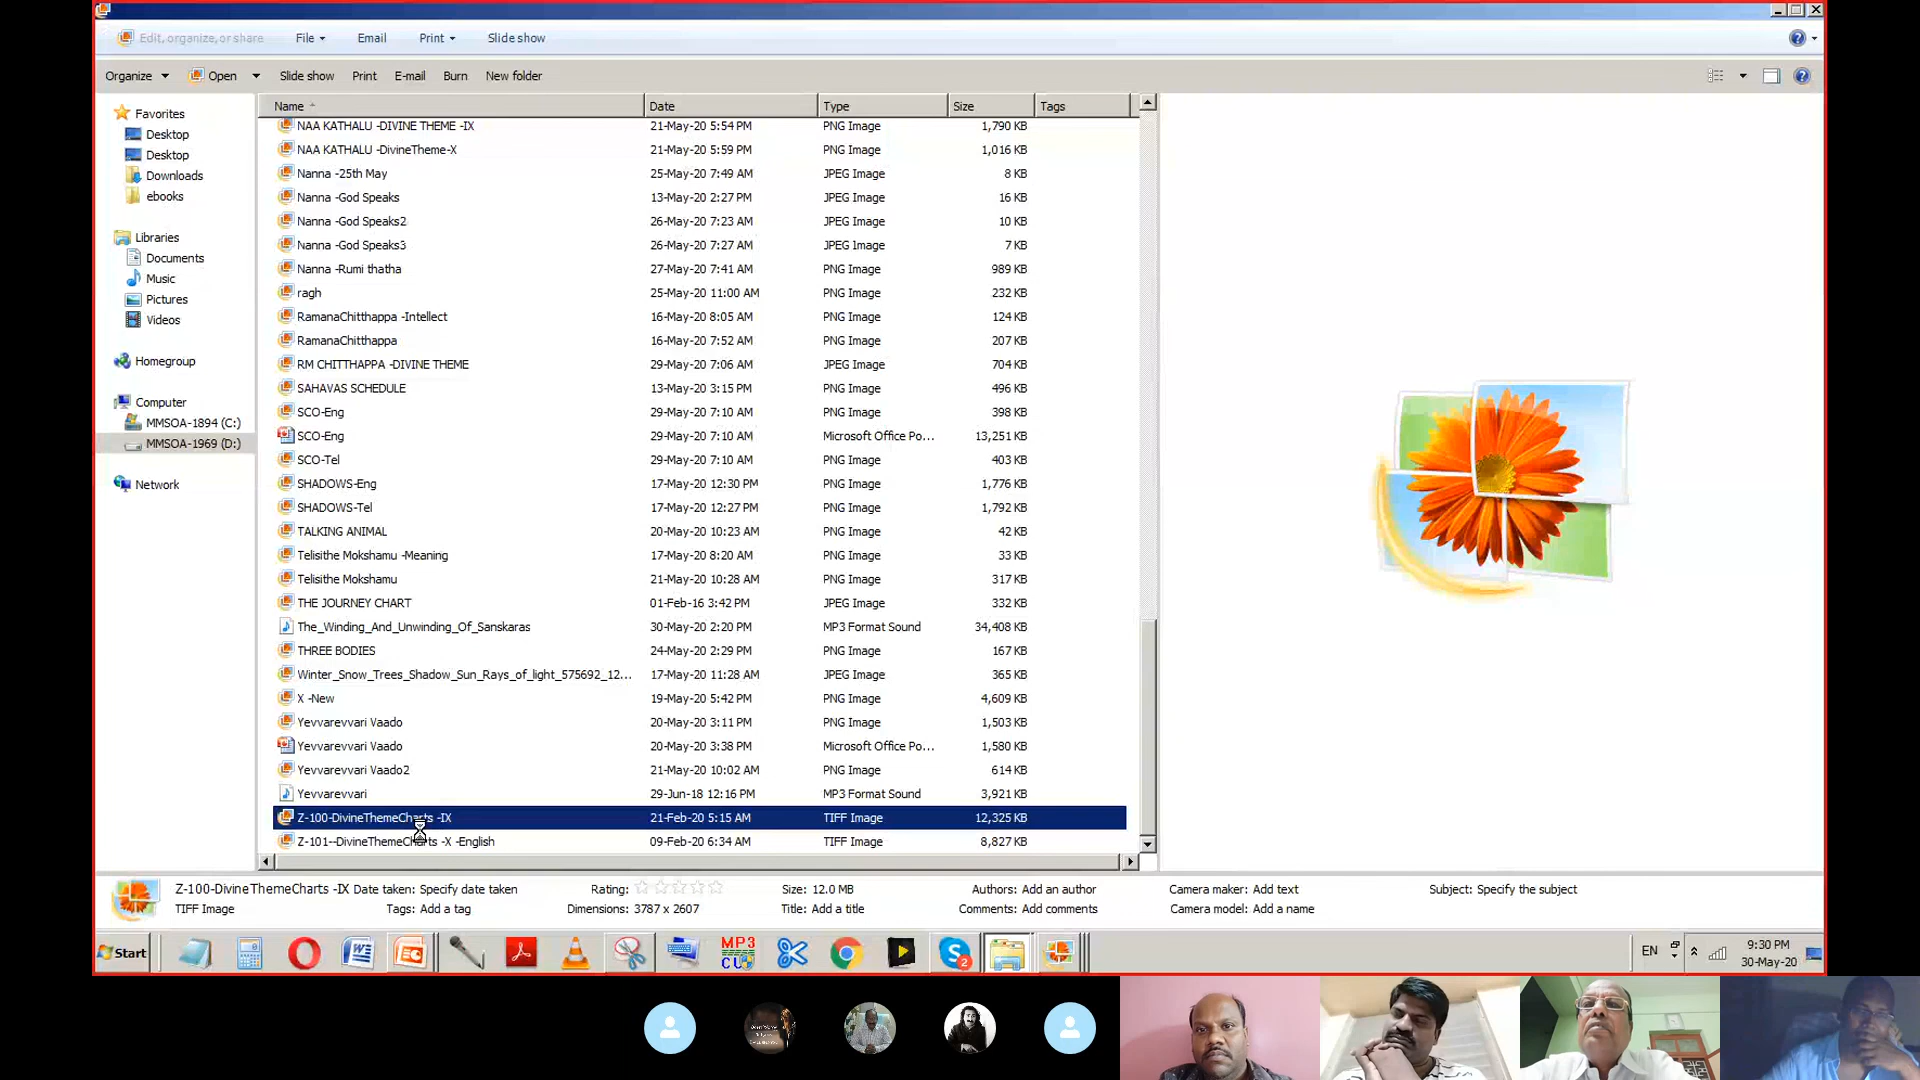 Edit, organize, or share File Email Print Slide show
Organize Open Slide show Print E-mail Burn New folder
Favorites
Desktop
Desktop
Downloads
ebooks
Libraries
Documents
Music
Pictures
Videos
Homegroup
Computer
MMSOA-1894 (C:)
MMSOA-1969 (D:)
Network
Name Date Type Size Tags
NAA KATHALU -DIVINE THEME -IX 21-May-20 5:54 PM PNG Image 1,790 KB
NAA KATHALU -DivineTheme-X 21-May-20 5:59 PM PNG Image 1,016 KB
Nanna -25th May 25-May-20 7:49 AM JPEG Image 8 KB
Nanna -God Speaks 13-May-20 2:27 PM JPEG Image 16 KB
Nanna -God Speaks2 26-May-20 7:23 AM JPEG Image 10 KB
Nanna -God Speaks3 26-May-20 7:27 AM JPEG Image 7 KB
Nanna -Rumi thatha 27-May-20 7:41 AM PNG Image 989 KB
ragh 25-May-20 11:00 AM PNG Image 232 KB
RamanaChitthappa -Intellect 16-May-20 8:05 AM PNG Image 124 KB
RamanaChitthappa 16-May-20 7:52 AM PNG Image 207 KB
RM CHITTHAPPA -DIVINE THEME 29-May-20 7:06 AM JPEG Image 704 KB
SAHAVAS SCHEDULE 13-May-20 3:15 PM PNG Image 496 KB
SCO-Eng 29-May-20 7:10 AM PNG Image 398 KB
SCO-Eng 29-May-20 7:10 AM Microsoft Office Po... 13,251 KB
SCO-Tel 29-May-20 7:10 AM PNG Image 403 KB
SHADOWS-Eng 17-May-20 12:30 PM PNG Image 1,776 KB
SHADOWS-Tel 17-May-20 12:27 PM PNG Image 1,792 KB
TALKING ANIMAL 20-May-20 10:23 AM PNG Image 42 KB
Telisithe Mokshamu -Meaning 17-May-20 8:20 AM PNG Image 33 KB
Telisithe Mokshamu 21-May-20 10:28 AM PNG Image 317 KB
THE JOURNEY CHART 01-Feb-16 3:42 PM JPEG Image 332 KB
The_Winding_And_Unwinding_Of_Sanskaras 30-May-20 2:20 PM MP3 Format Sound 34,408 KB
THREE BODIES 24-May-20 2:29 PM PNG Image 167 KB
Winter_Snow_Trees_Shadow_Sun_Rays_of_light_575692_12... 17-May-20 11:28 AM JPEG Image 365 KB
X -New 19-May-20 5:42 PM PNG Image 4,609 KB
Yevvarevvari Vaado 20-May-20 3:11 PM PNG Image 1,503 KB
Yevvarevvari Vaado 20-May-20 3:38 PM Microsoft Office Po... 1,580 KB
Yevvarevvari Vaado2 21-May-20 10:02 AM PNG Image 614 KB
Yevvarevvari 29-Jun-18 12:16 PM MP3 Format Sound 3,921 KB
Z-100-DivineThemeCharts -IX 21-Feb-20 5:15 AM TIFF Image 12,325 KB
Z-101--DivineThemeCharts -X -English 09-Feb-20 6:34 AM TIFF Image 8,827 KB
Z-100-DivineThemeCharts -IX Date taken: Specify date taken Rating: Size: 12.0 MB Authors: Add an author Camera maker: Add text Subject: Specify the subject
TIFF Image Tags: Add a tag Dimensions: 3787 x 2607 Title: Add a title Comments: Add comments Camera model: Add a name
Start MP3 CU 2 EN 9:30 PM
30-May-20